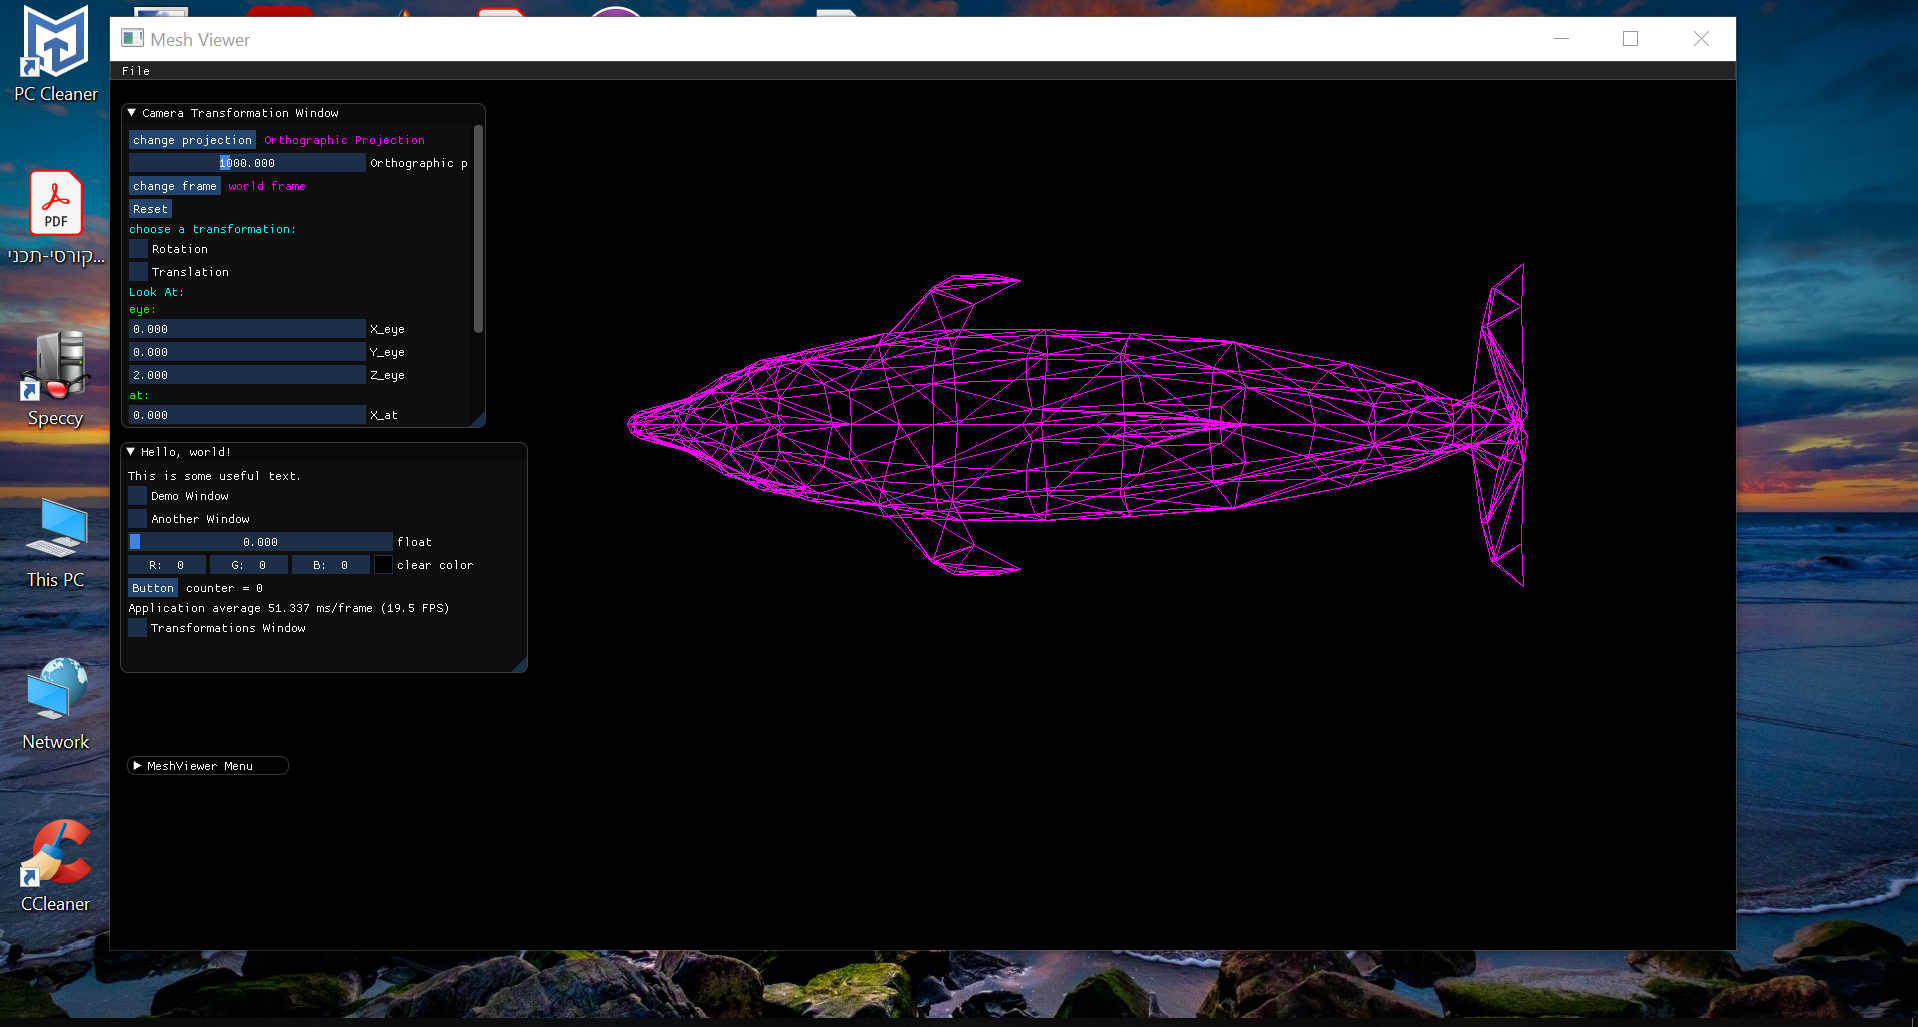 PC Cleaner
PDF
קורסי-תכני...
Speccy
This PC
Network
CCleaner
Mesh Viewer
File
Camera Transformation Window
change projection Orthographic Projection
1000.000 Orthographic p
change frame world frame
Reset
choose a transformation:
Rotation
Translation
Look At:
eye:
0.000 X_eye
0.000 Y_eye
2.000 Z_eye
at:
0.000 X_at
Hello, world!
This is some useful text.
Demo Window
Another Window
0.000 float
R: 0 G: 0 B: 0 clear color
Button counter = 0
Application average 51.337 ms/frame (19.5 FPS)
Transformations Window
MeshViewer Menu